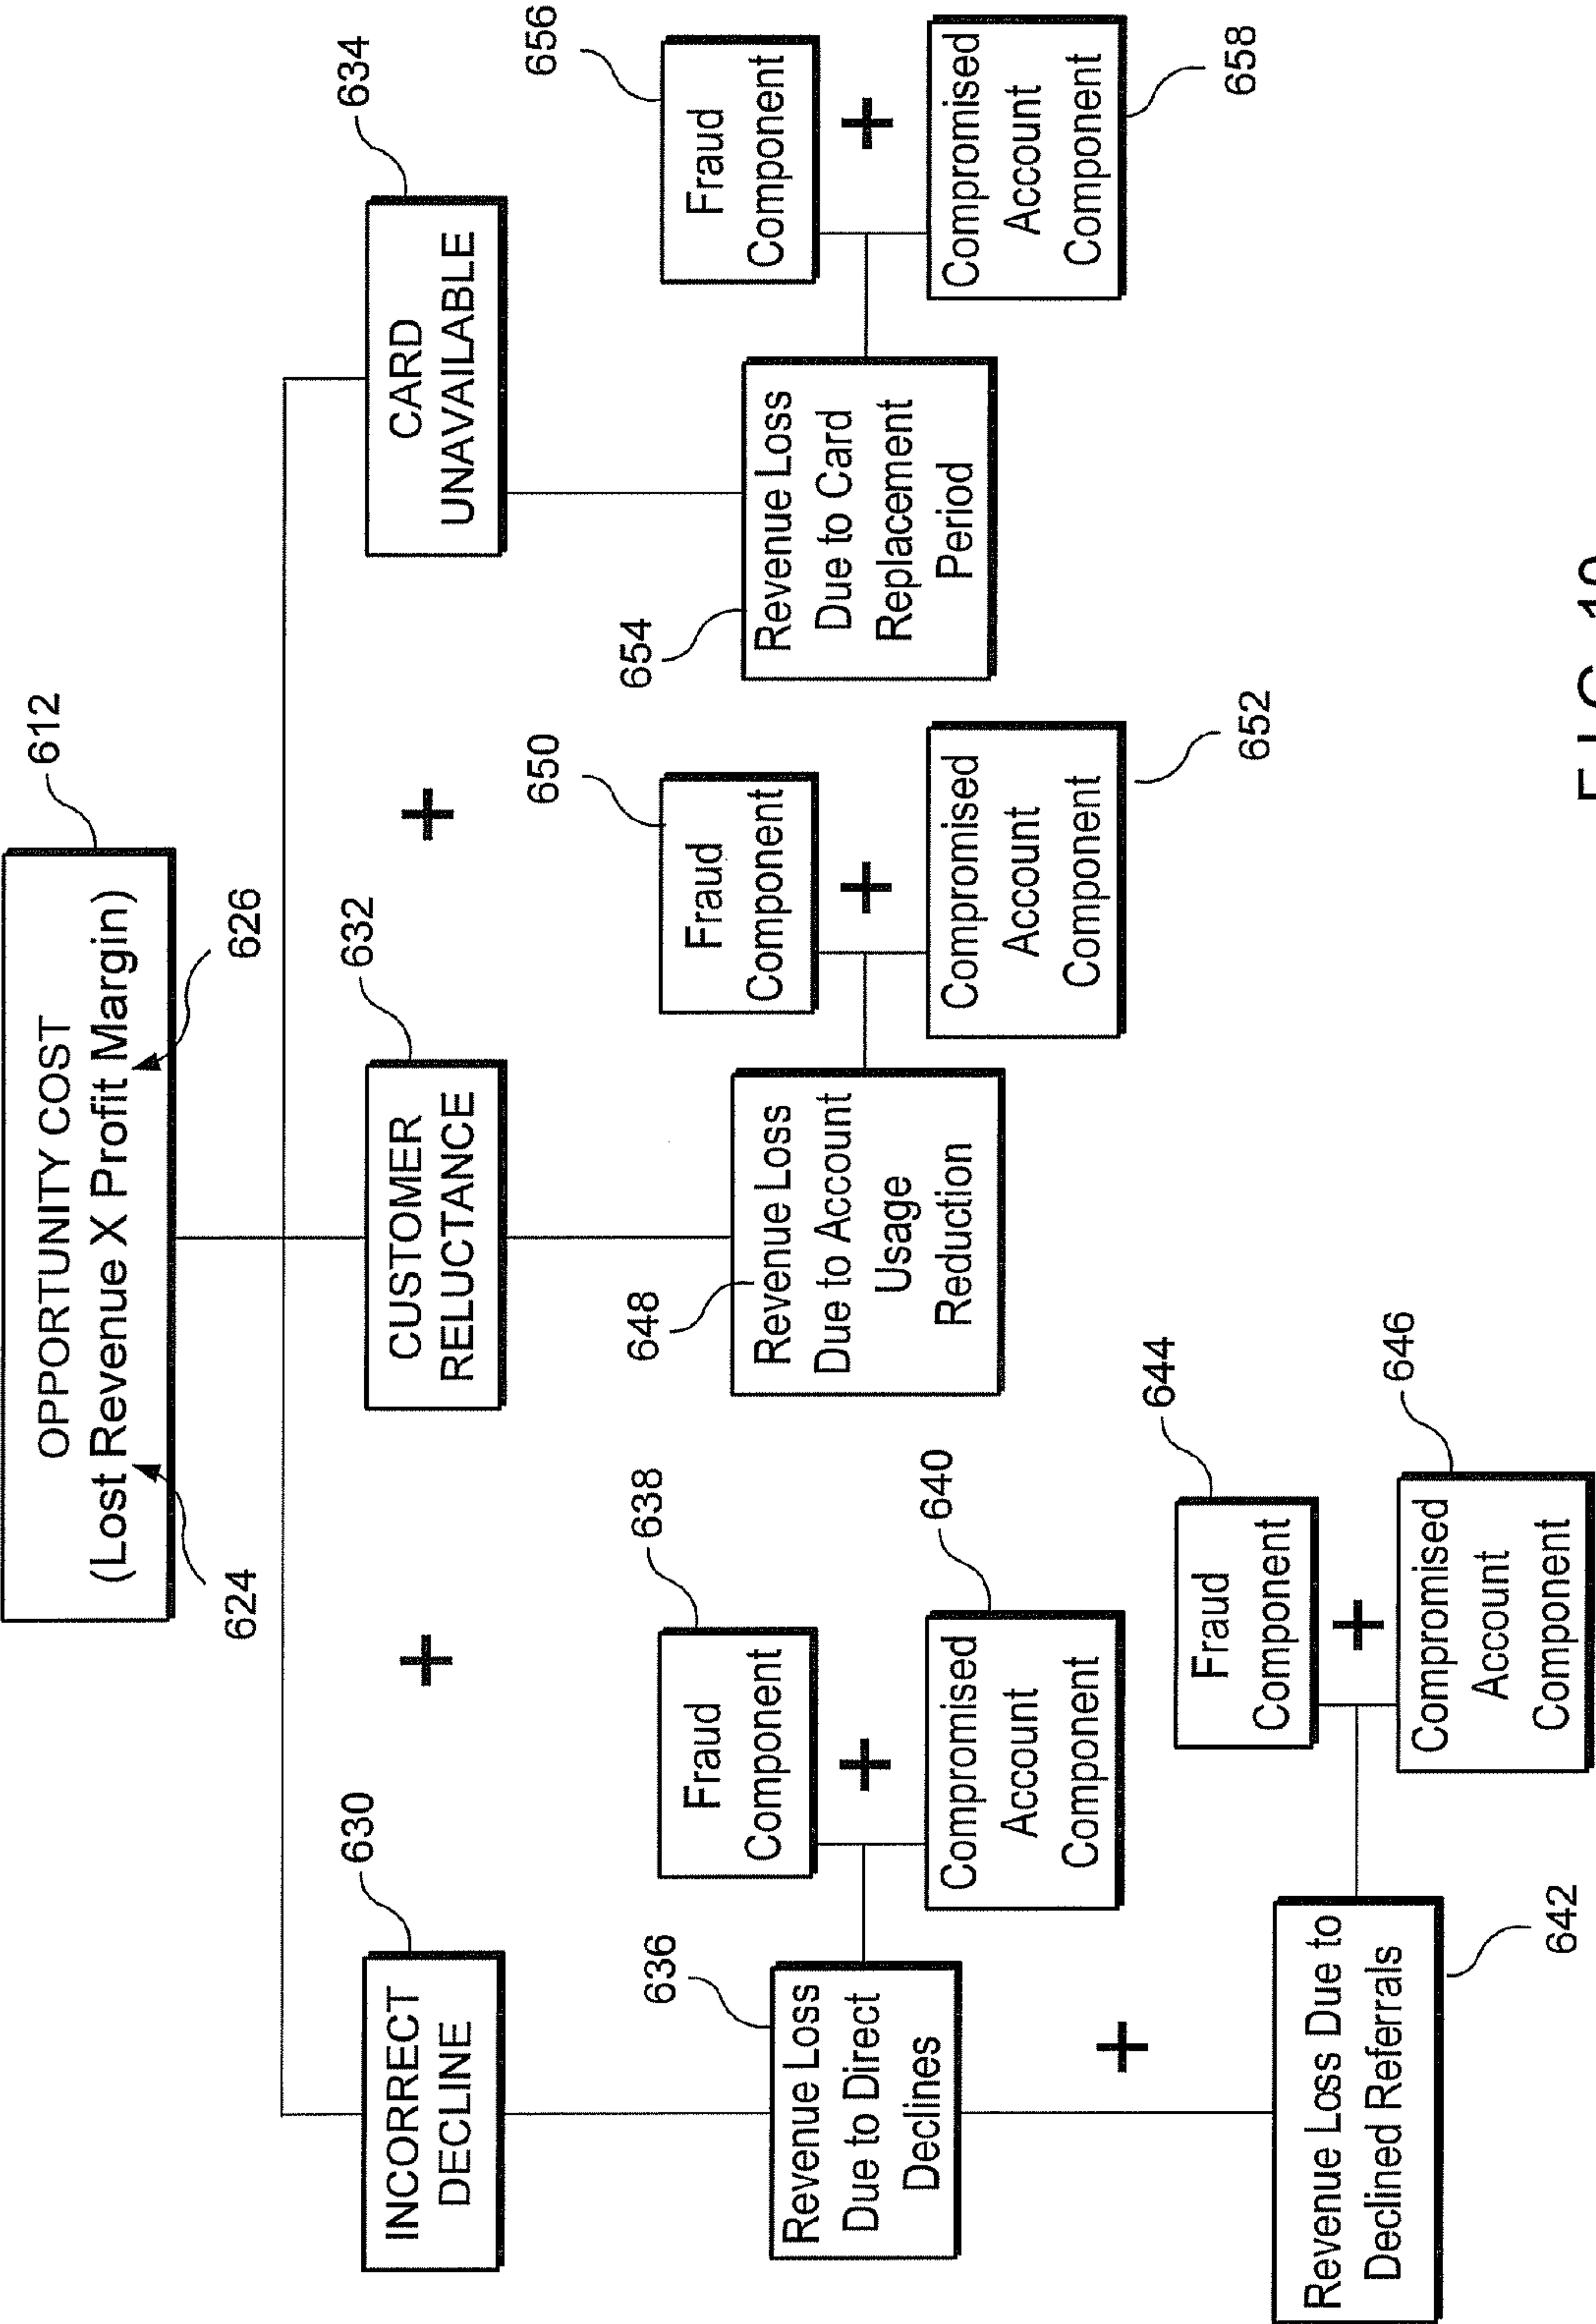 612
OPPORTUNITY COST
(Lost Revenue X Profit Margin)
624
626
630
INCORRECT
DECLINE
+
632
CUSTOMER
RELUCTANCE
+
634
CARD
UNAVAILABLE
636
Revenue Loss
Due to Direct
Declines
638
Fraud
Component
+
640
Compromised
Account
Component
+
642
Revenue Loss Due to
Declined Referrals
644
Fraud
Component
+
646
Compromised
Account
Component
648
Revenue Loss
Due to Account
Usage
Reduction
650
Fraud
Component
+
652
Compromised
Account
Component
654
Revenue Loss
Due to Card
Replacement
Period
656
Fraud
Component
+
658
Compromised
Account
Component